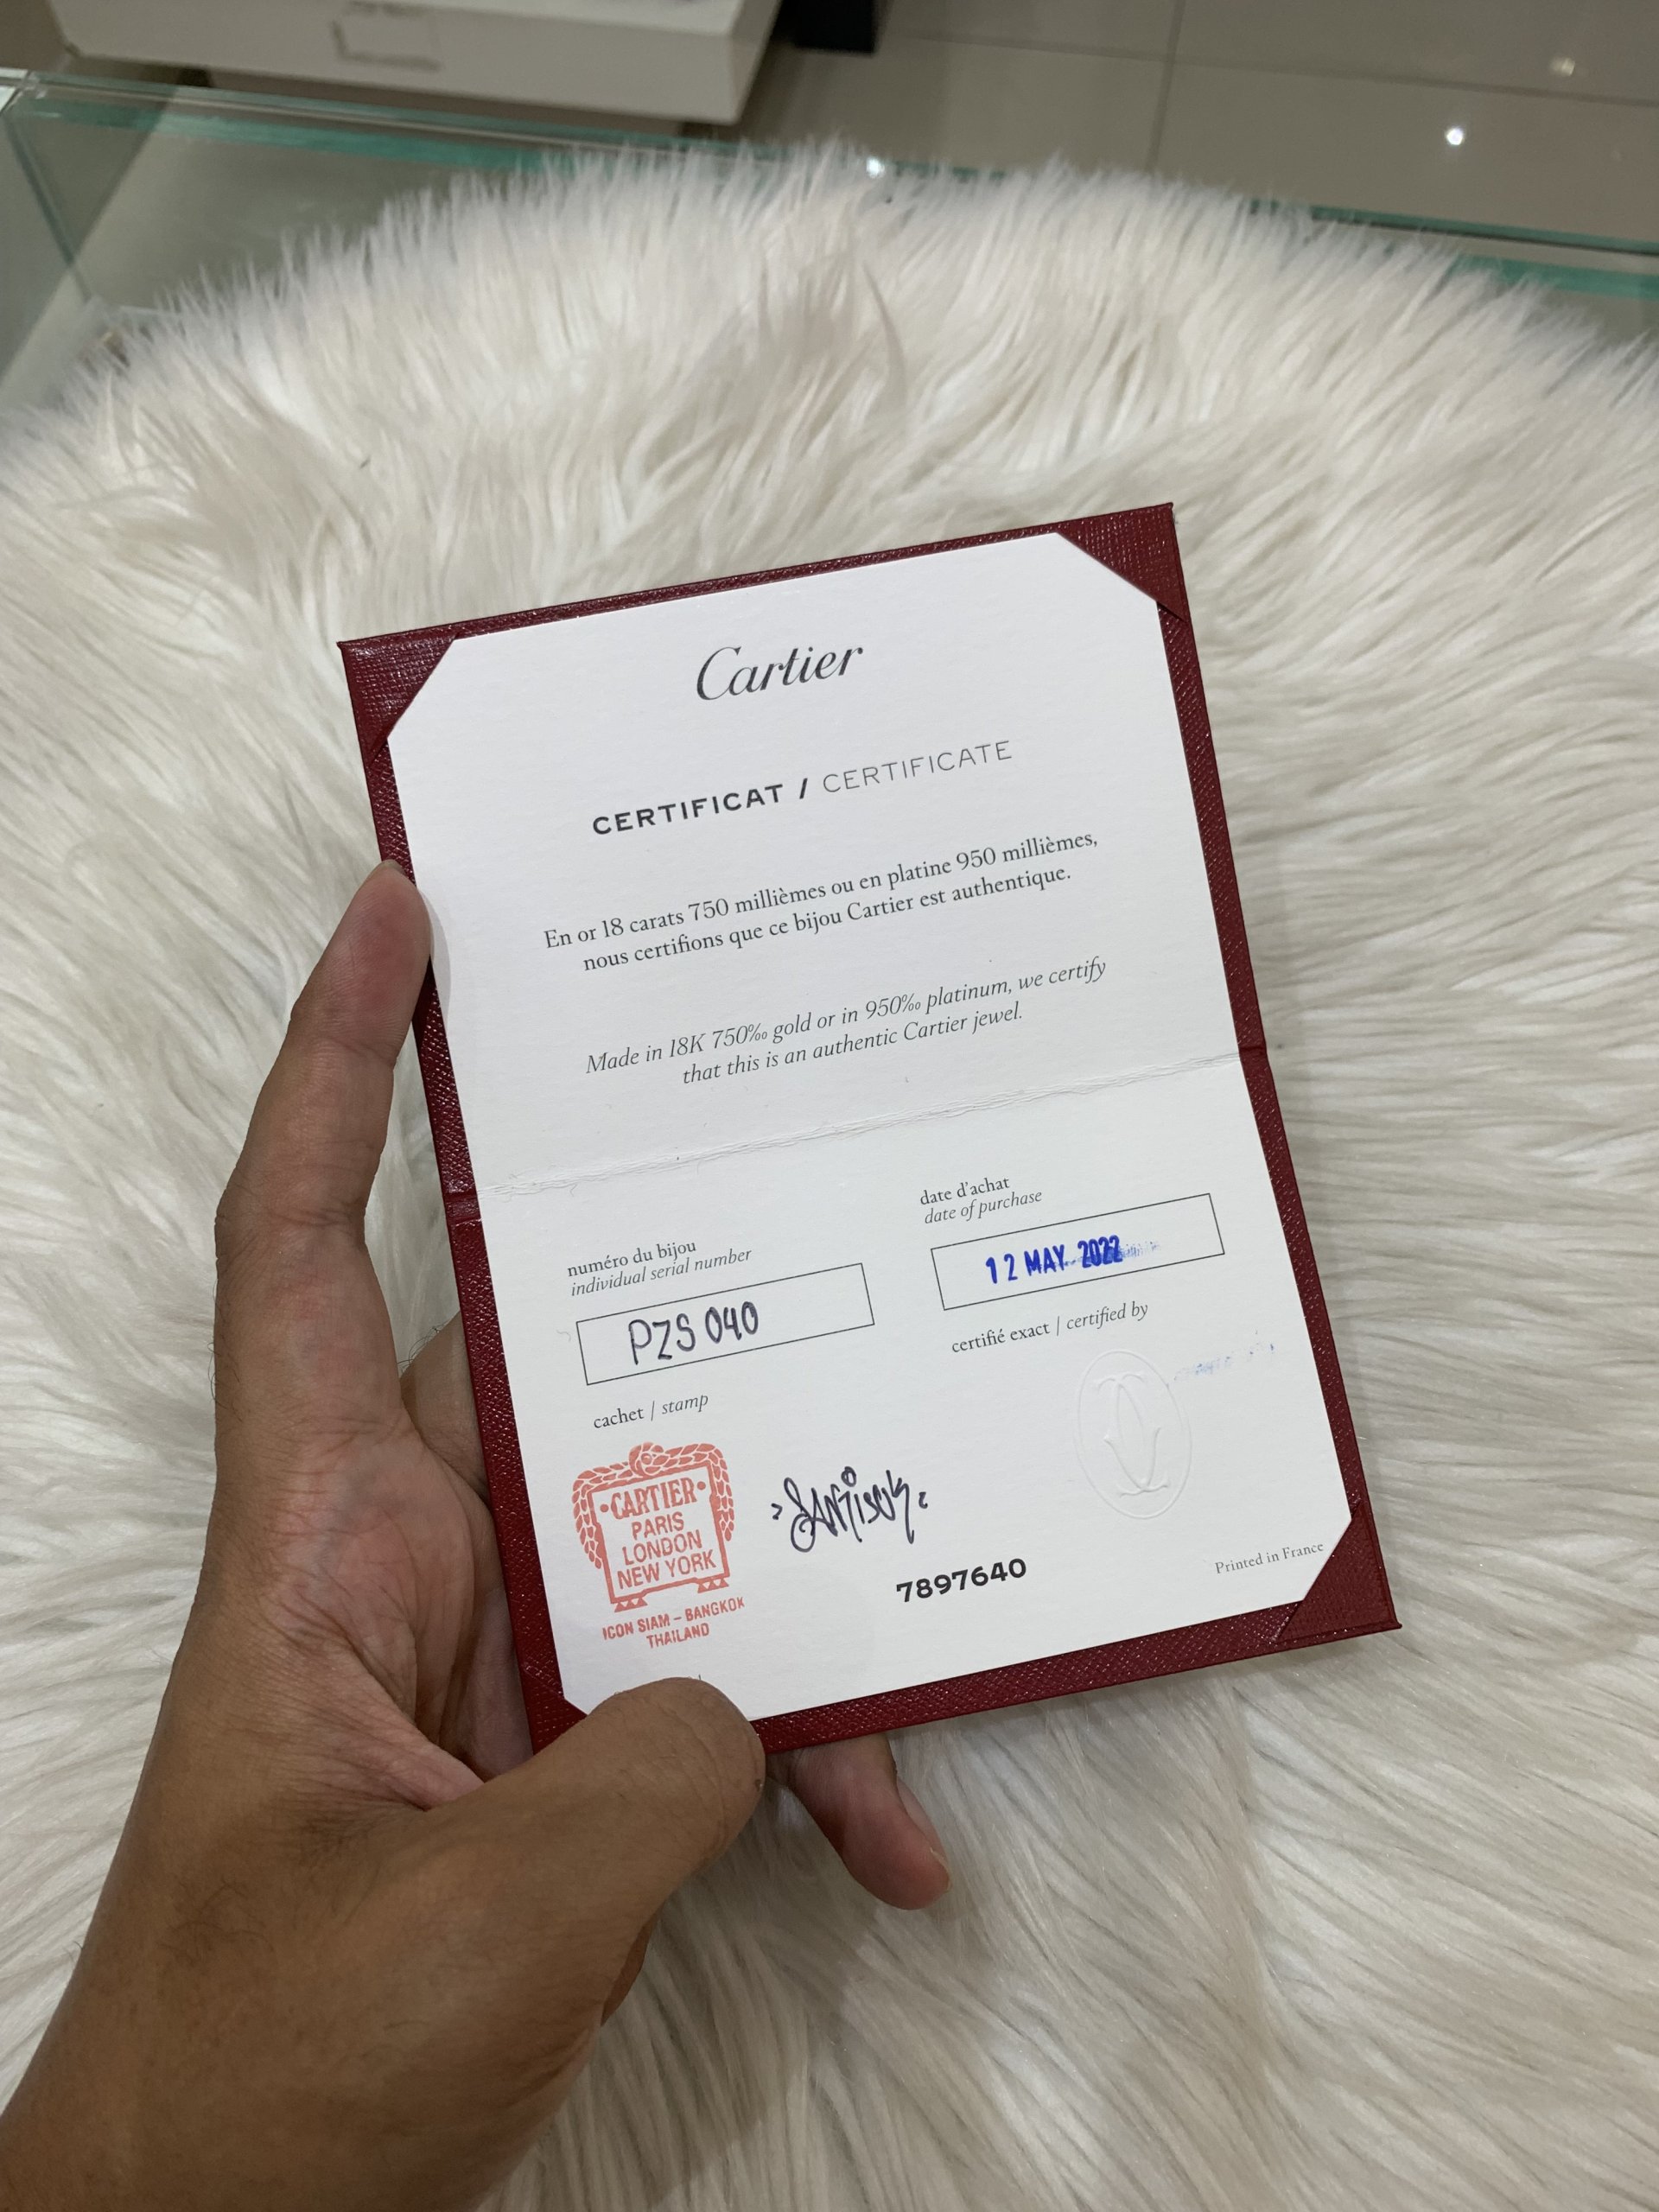 Cartier
CERTIFICAT / CERTIFICATE
En or 18 carats 750 millièmes ou en platine 950 millièmes,
nous certifions que ce bijou Cartier est authentique.
Made in 18K 750‰ gold or in 950‰ platinum, we certify
that this is an authentic Cartier jewel.
numéro du bijou
individual serial number
PZS 040
date d'achat
date of purchase
12 MAY 2022
certifié exact / certified by
cachet / stamp
CARTIER
PARIS
LONDON
NEW YORK
ICON SIAM – BANGKOK
THAILAND
7897640
Printed in France